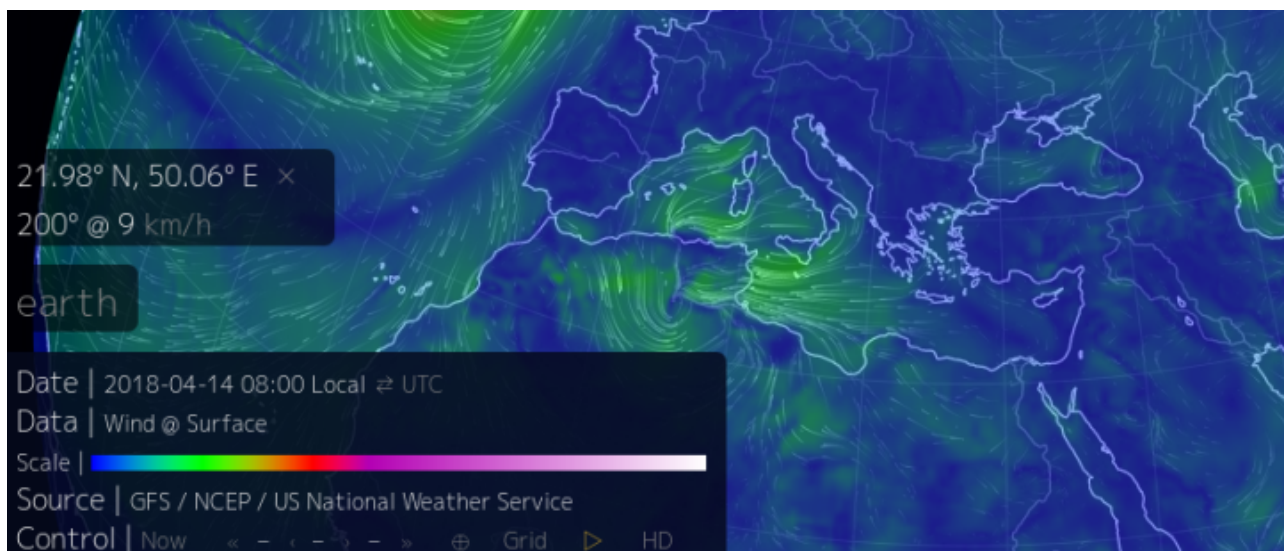 21.98° N, 50.06° E ×
200° @ 9 km/h
earth
Date | 2018-04-14 08:00 Local ⇄ UTC
Data | Wind @ Surface
Scale |
Source | GFS / NCEP / US National Weather Service
Control | Now « – ‹ – › – » ⊕ Grid ▷ HD